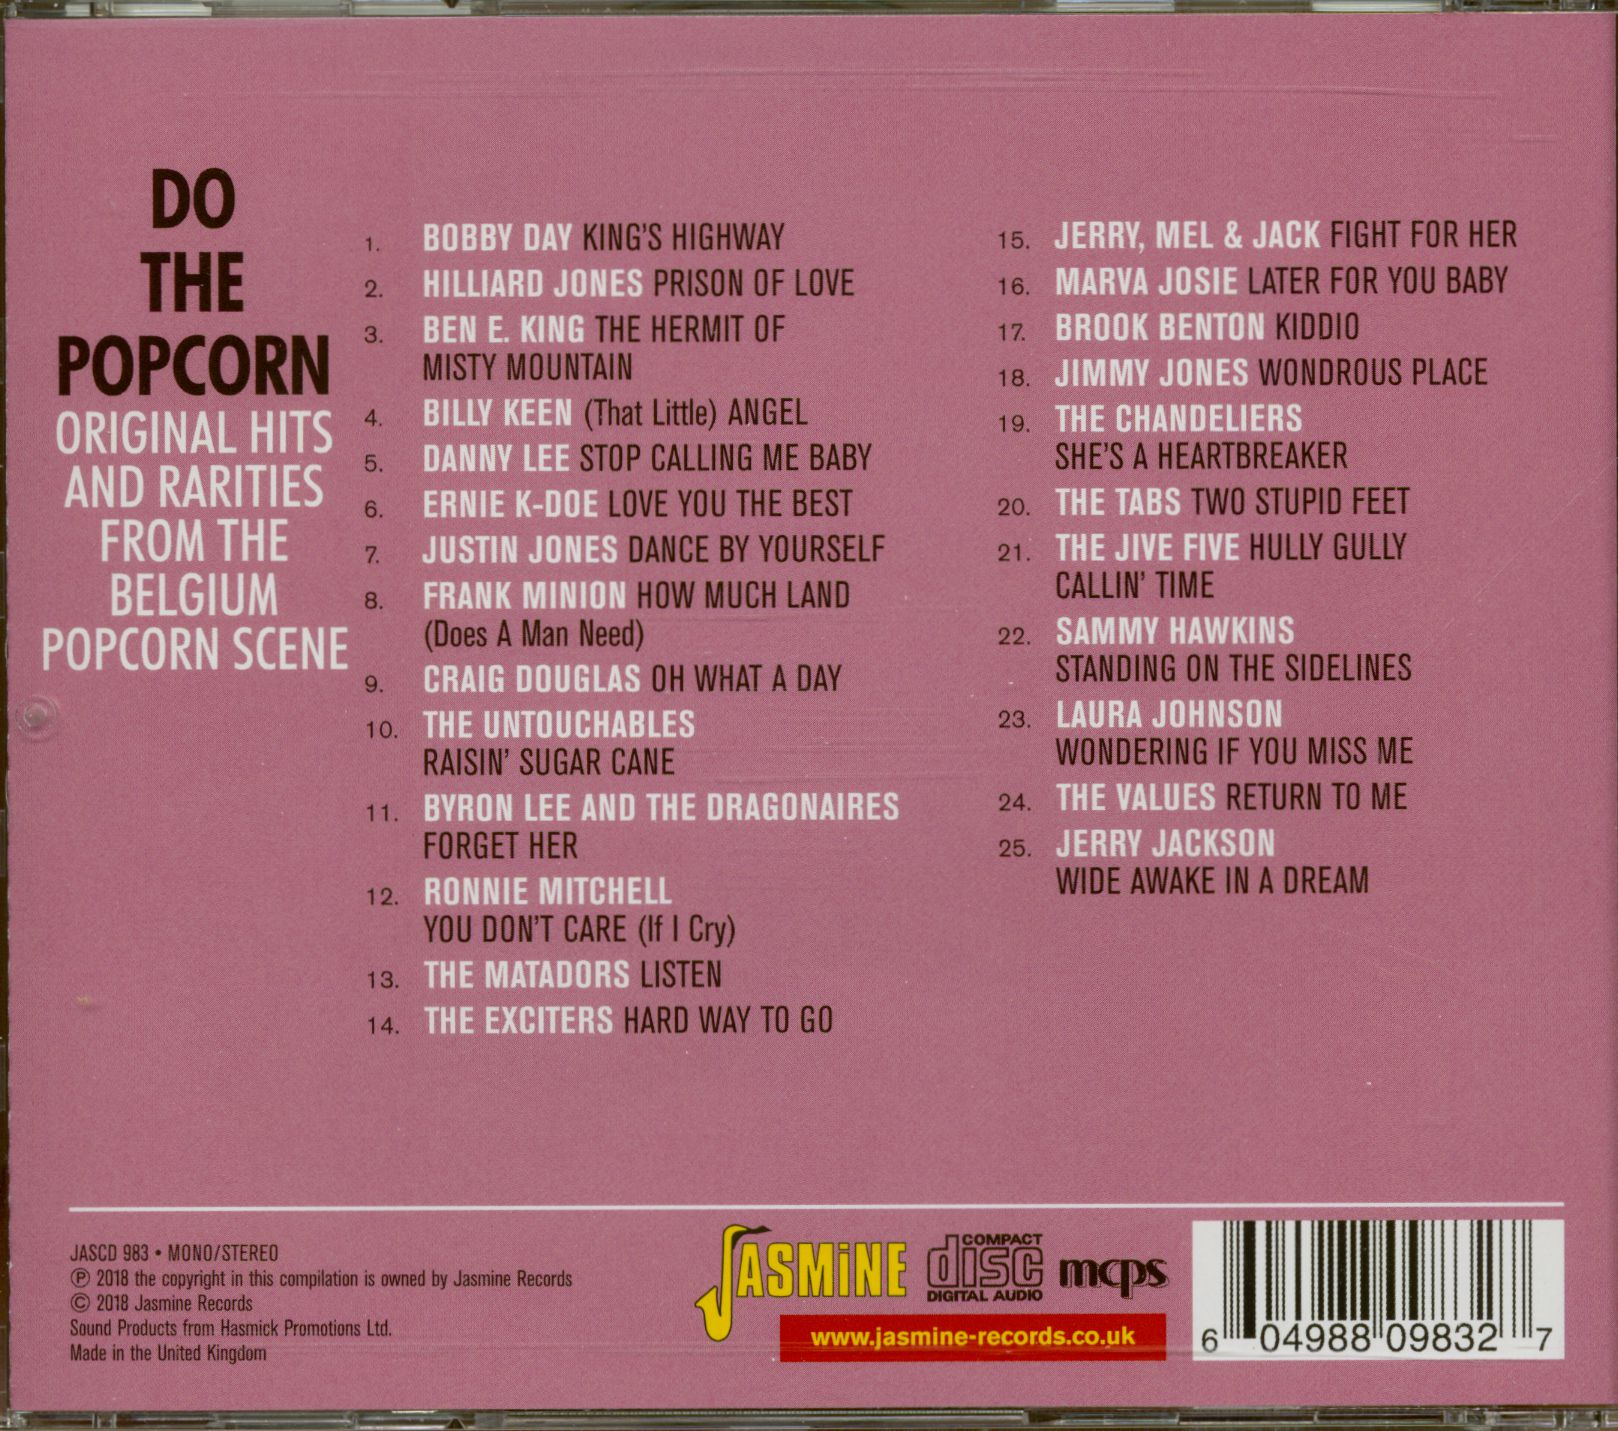 DO
THE
POPCORN
ORIGINAL HITS
AND RARITIES
FROM THE
BELGIUM
POPCORN SCENE
1. BOBBY DAY KING'S HIGHWAY
2. HILLIARD JONES PRISON OF LOVE
3. BEN E. KING THE HERMIT OF
MISTY MOUNTAIN
4. BILLY KEEN (That Little) ANGEL
5. DANNY LEE STOP CALLING ME BABY
6. ERNIE K-DOE LOVE YOU THE BEST
7. JUSTIN JONES DANCE BY YOURSELF
8. FRANK MINION HOW MUCH LAND
(Does A Man Need)
9. CRAIG DOUGLAS OH WHAT A DAY
10. THE UNTOUCHABLES
RAISIN' SUGAR CANE
11. BYRON LEE AND THE DRAGONAIRES
FORGET HER
12. RONNIE MITCHELL
YOU DON'T CARE (If I Cry)
13. THE MATADORS LISTEN
14. THE EXCITERS HARD WAY TO GO
15. JERRY, MEL & JACK FIGHT FOR HER
16. MARVA JOSIE LATER FOR YOU BABY
17. BROOK BENTON KIDDIO
18. JIMMY JONES WONDROUS PLACE
19. THE CHANDELIERS
SHE'S A HEARTBREAKER
20. THE TABS TWO STUPID FEET
21. THE JIVE FIVE HULLY GULLY
CALLIN' TIME
22. SAMMY HAWKINS
STANDING ON THE SIDELINES
23. LAURA JOHNSON
WONDERING IF YOU MISS ME
24. THE VALUES RETURN TO ME
25. JERRY JACKSON
WIDE AWAKE IN A DREAM
JASCD 983 • MONO/STEREO
℗ 2018 the copyright in this compilation is owned by Jasmine Records
© 2018 Jasmine Records
Sound Products from Hasmick Promotions Ltd.
Made in the United Kingdom
JASMiNE
COMPACT
disc
DIGITAL AUDIO
mcps
www.jasmine-records.co.uk
6 04988 09832 7